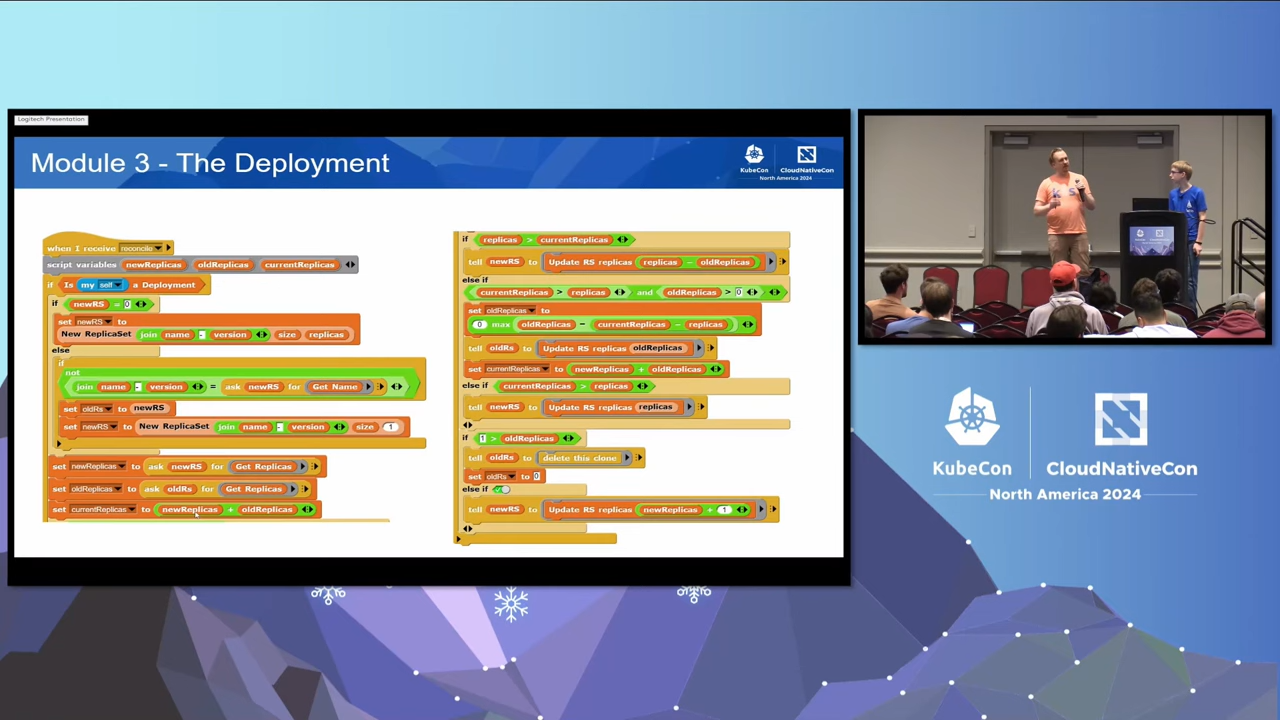 Logitech Presentation
Module 3 - The Deployment
KubeCon
CloudNativeCon
North America 2024
when I receive reconcile
script variables newReplicas oldReplicas currentReplicas
if Is my self a Deployment
if newRS = 0
set newRS to
New ReplicaSet join name - version size replicas
else
if
not
join name - version = ask newRS for Get Name
set oldRs to newRS
set newRS to New ReplicaSet join name - version size 1
set newReplicas to ask newRS for Get Replicas
set oldReplicas to ask oldRs for Get Replicas
set currentReplicas to newReplicas + oldReplicas
if replicas > currentReplicas
tell newRS to Update RS replicas replicas - oldReplicas
else if
currentReplicas > replicas and oldReplicas > 0
set oldReplicas to
0 max oldReplicas - currentReplicas - replicas
tell oldRs to Update RS replicas oldReplicas
set currentReplicas to newReplicas + oldReplicas
else if currentReplicas > replicas
tell newRS to Update RS replicas replicas
if 1 > oldReplicas
tell oldRs to delete this clone
set oldRs to 0
else if
tell newRS to Update RS replicas newReplicas + 1
KubeCon
CloudNativeCon
North America 2024